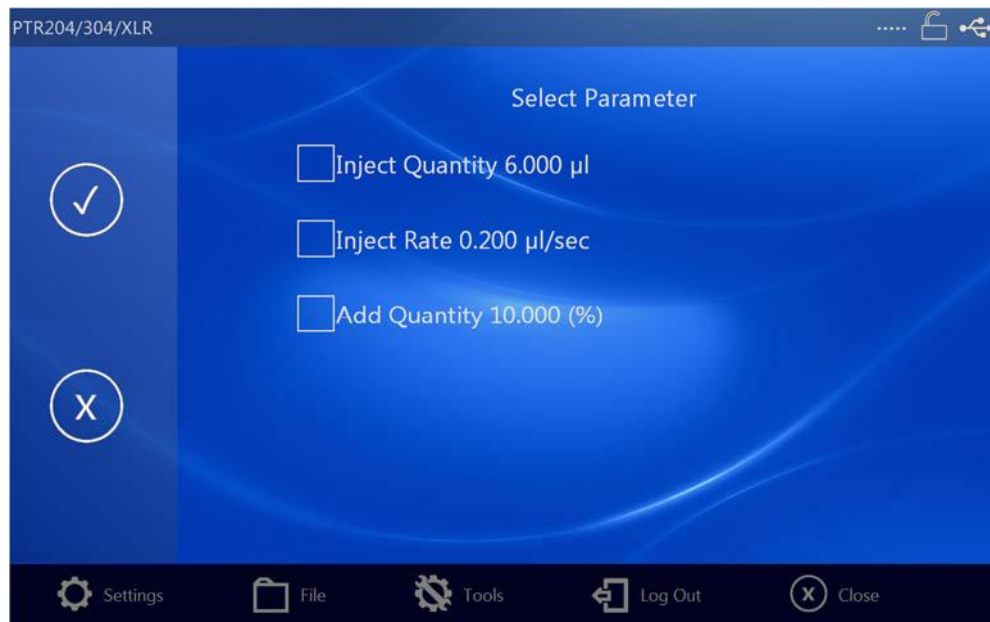 PTR204/304/XLR
Select Parameter
Inject Quantity 6.000 µl
Inject Rate 0.200 µl/sec
Add Quantity 10.000 (%)
X
Settings
File
Tools
Log Out
X Close